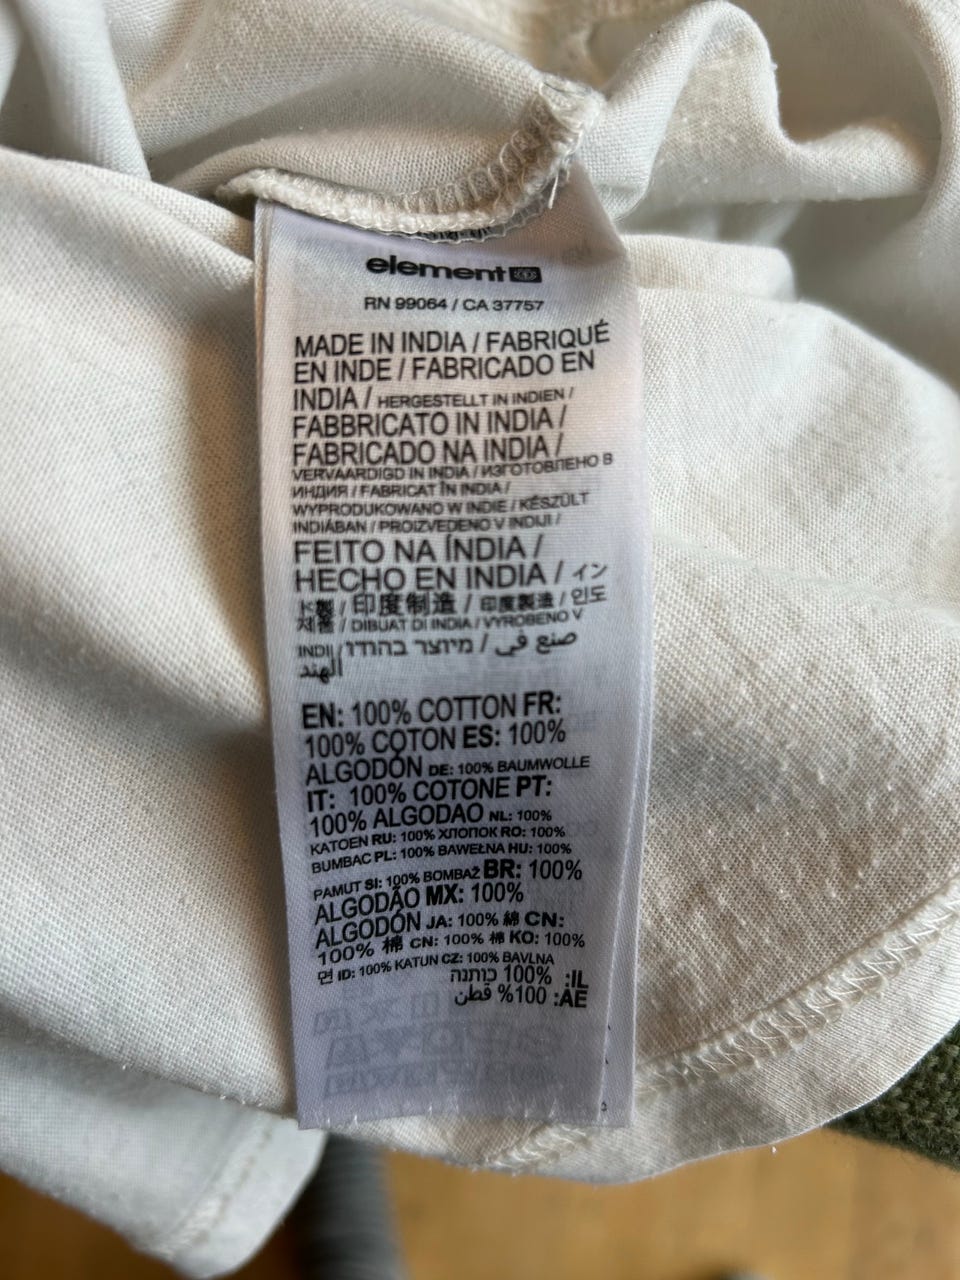 element
RN 99064 / CA 37757
MADE IN INDIA / FABRIQUÉ
EN INDE / FABRICADO EN
INDIA / HERGESTELLT IN INDIEN /
FABBRICATO IN INDIA /
FABRICADO NA INDIA /
VERVAARDIGD IN INDIA / ИЗГОТОВЛЕНО В
ИНДИЯ / FABRICAT ÎN INDIA /
WYPRODUKOWANO W INDIE / KÉSZÜLT
INDIÁBAN / PROIZVEDENO V INDIJI /
FEITO NA ÍNDIA /
HECHO EN INDIA / イン
ド製 / 印度制造 / 印度製造 / 인도
제품 / DIBUAT DI INDIA / VYROBENO V
INDII / מיוצר בהודו / صنع في
الهند
EN: 100% COTTON FR:
100% COTON ES: 100%
ALGODÓN DE: 100% BAUMWOLLE
IT: 100% COTONE PT:
100% ALGODAO NL: 100%
KATOEN RU: 100% ХЛОПОК RO: 100%
BUMBAC PL: 100% BAWEŁNA HU: 100%
PAMUT SI: 100% BOMBAŽ BR: 100%
ALGODÃO MX: 100%
ALGODÓN JA: 100% 綿 CN:
100% 棉 CN: 100% 棉 KO: 100%
면 ID: 100% KATUN CZ: 100% BAVLNA
IL: 100% כותנה
AE: 100% قطن